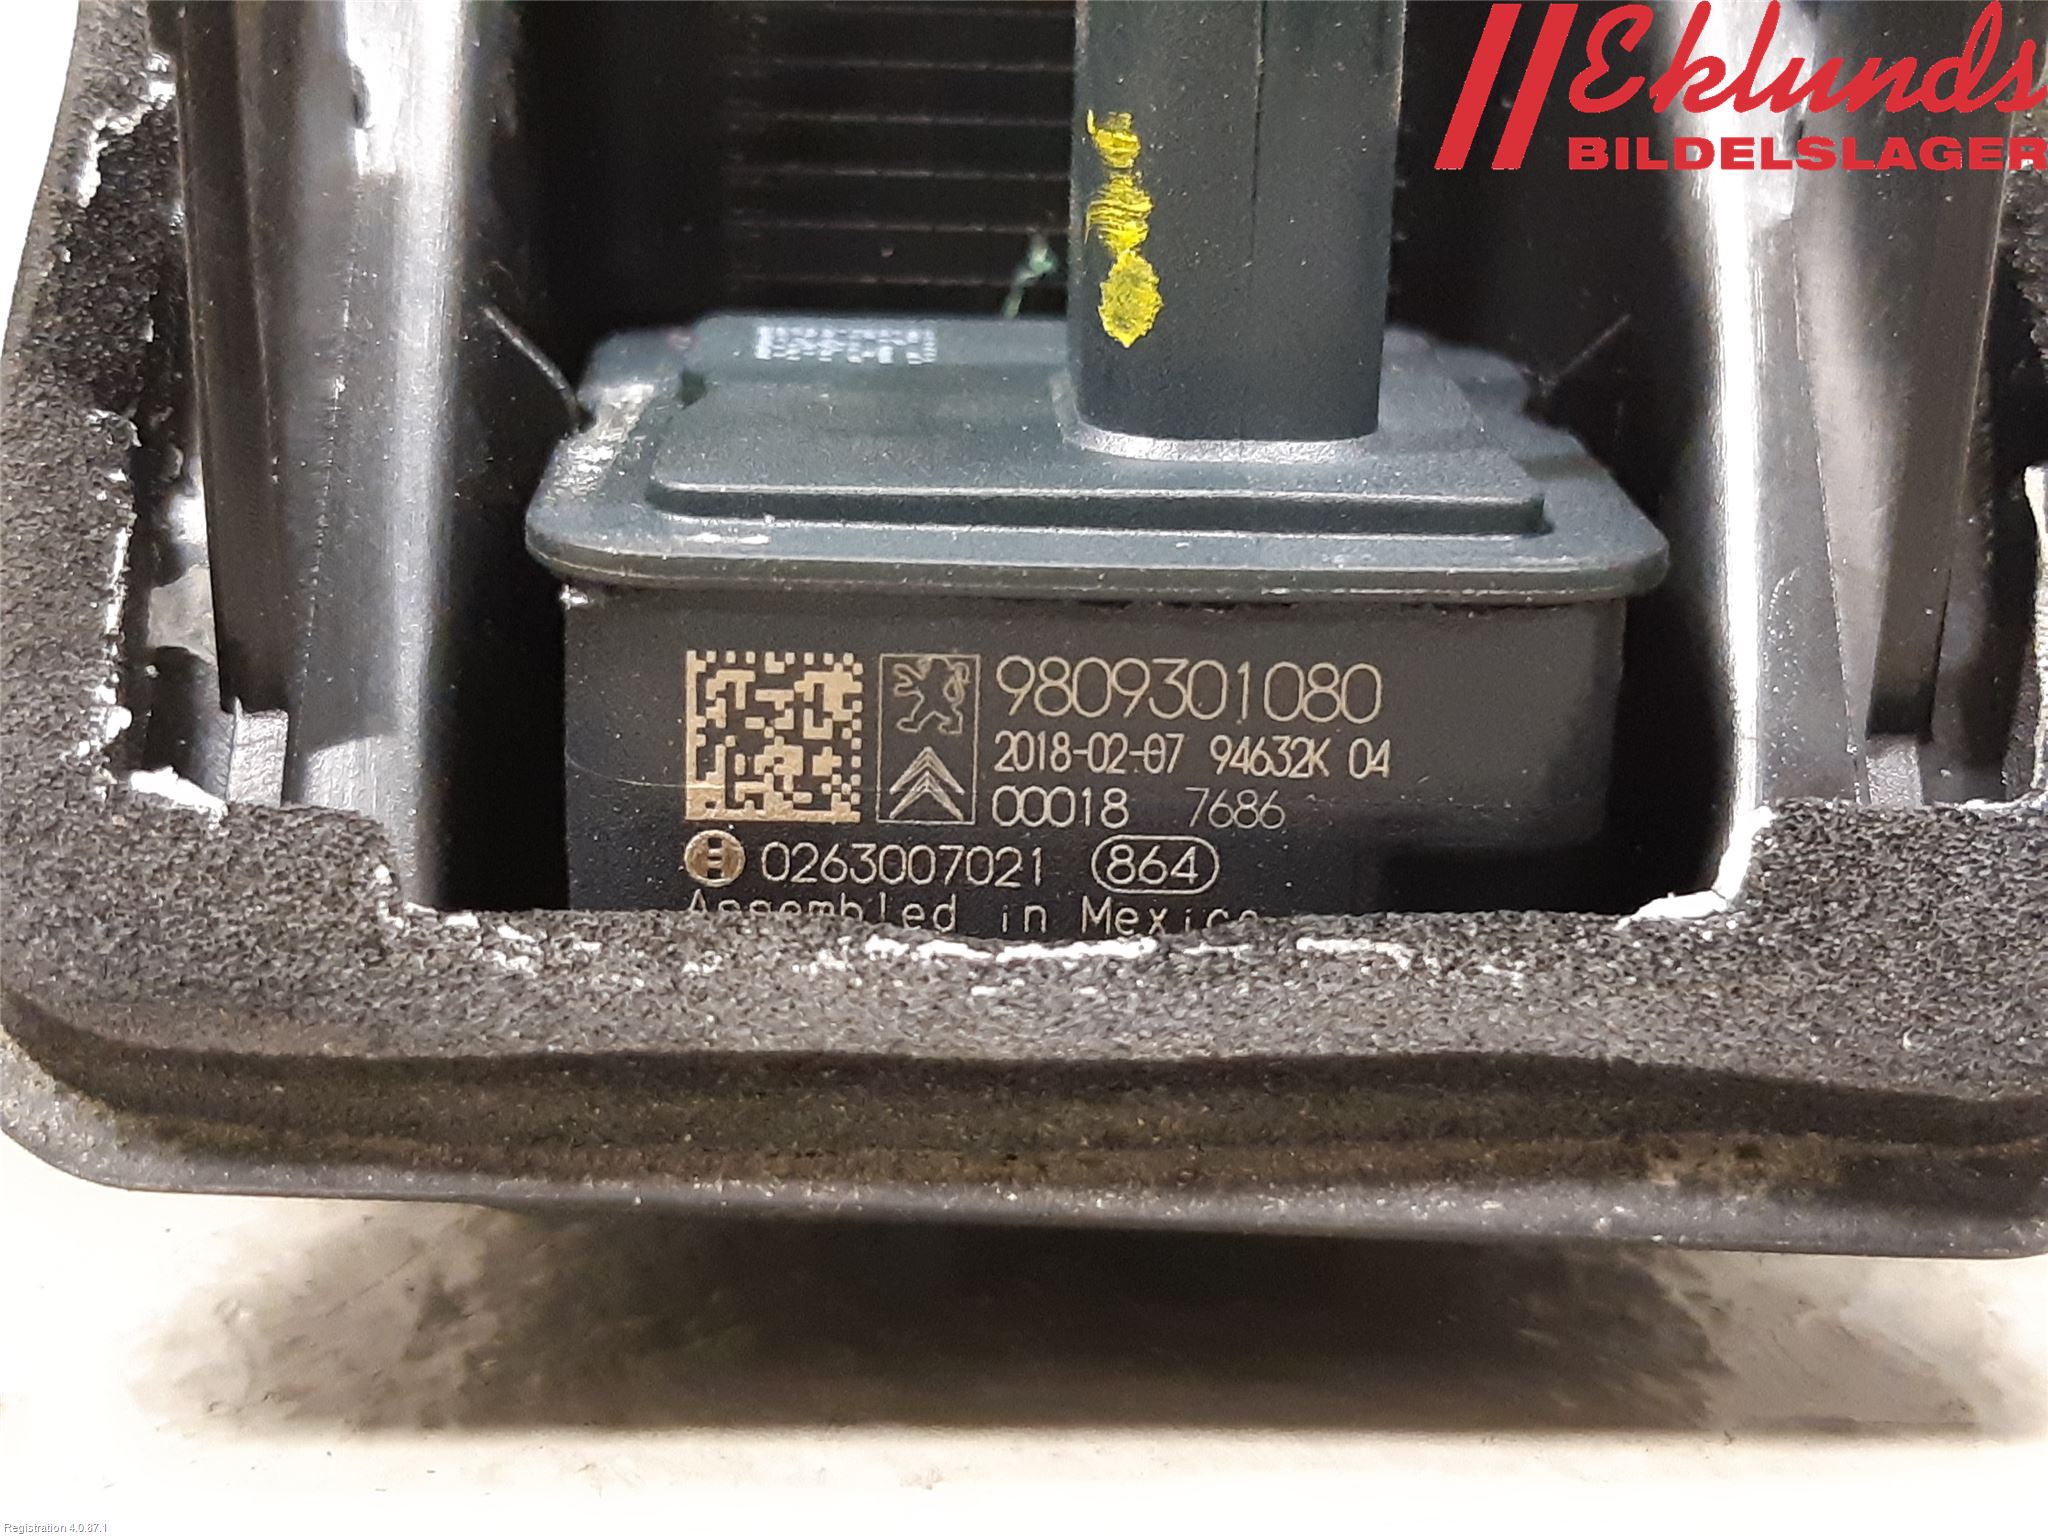 Eklunds
BILDELSLAGER
9809301080
2018-02-07 94632K 04
00018 7686
0263007021 864
Assembled in Mexico
Registration 4.0.87.1